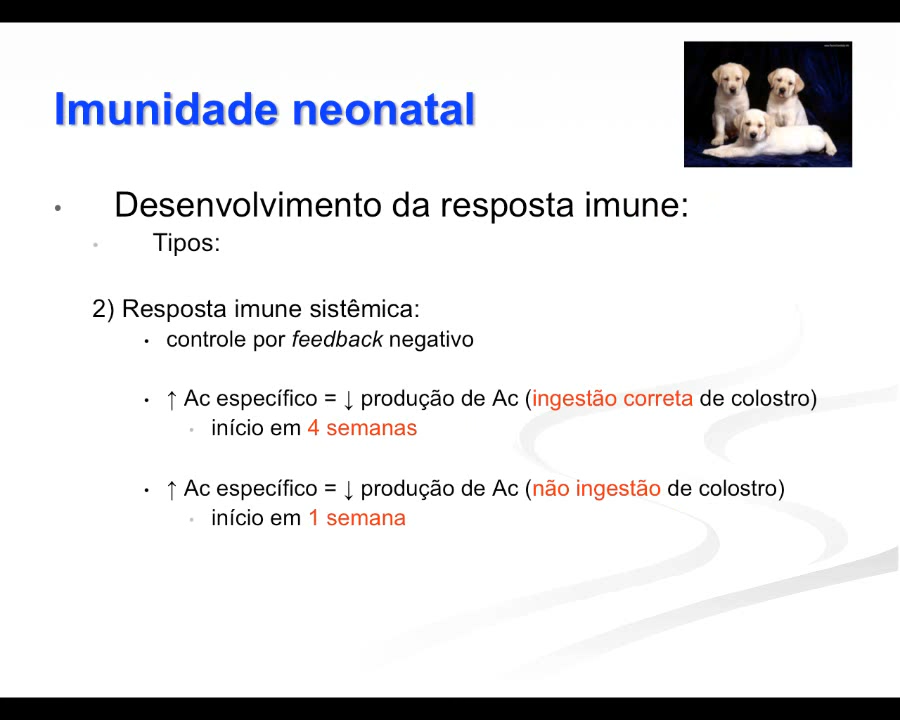 Imunidade neonatal
• Desenvolvimento da resposta imune:
• Tipos:
2) Resposta imune sistêmica:
• controle por feedback negativo
• ↑ Ac específico = ↓ produção de Ac (ingestão correta de colostro)
• início em 4 semanas
• ↑ Ac específico = ↓ produção de Ac (não ingestão de colostro)
• início em 1 semana